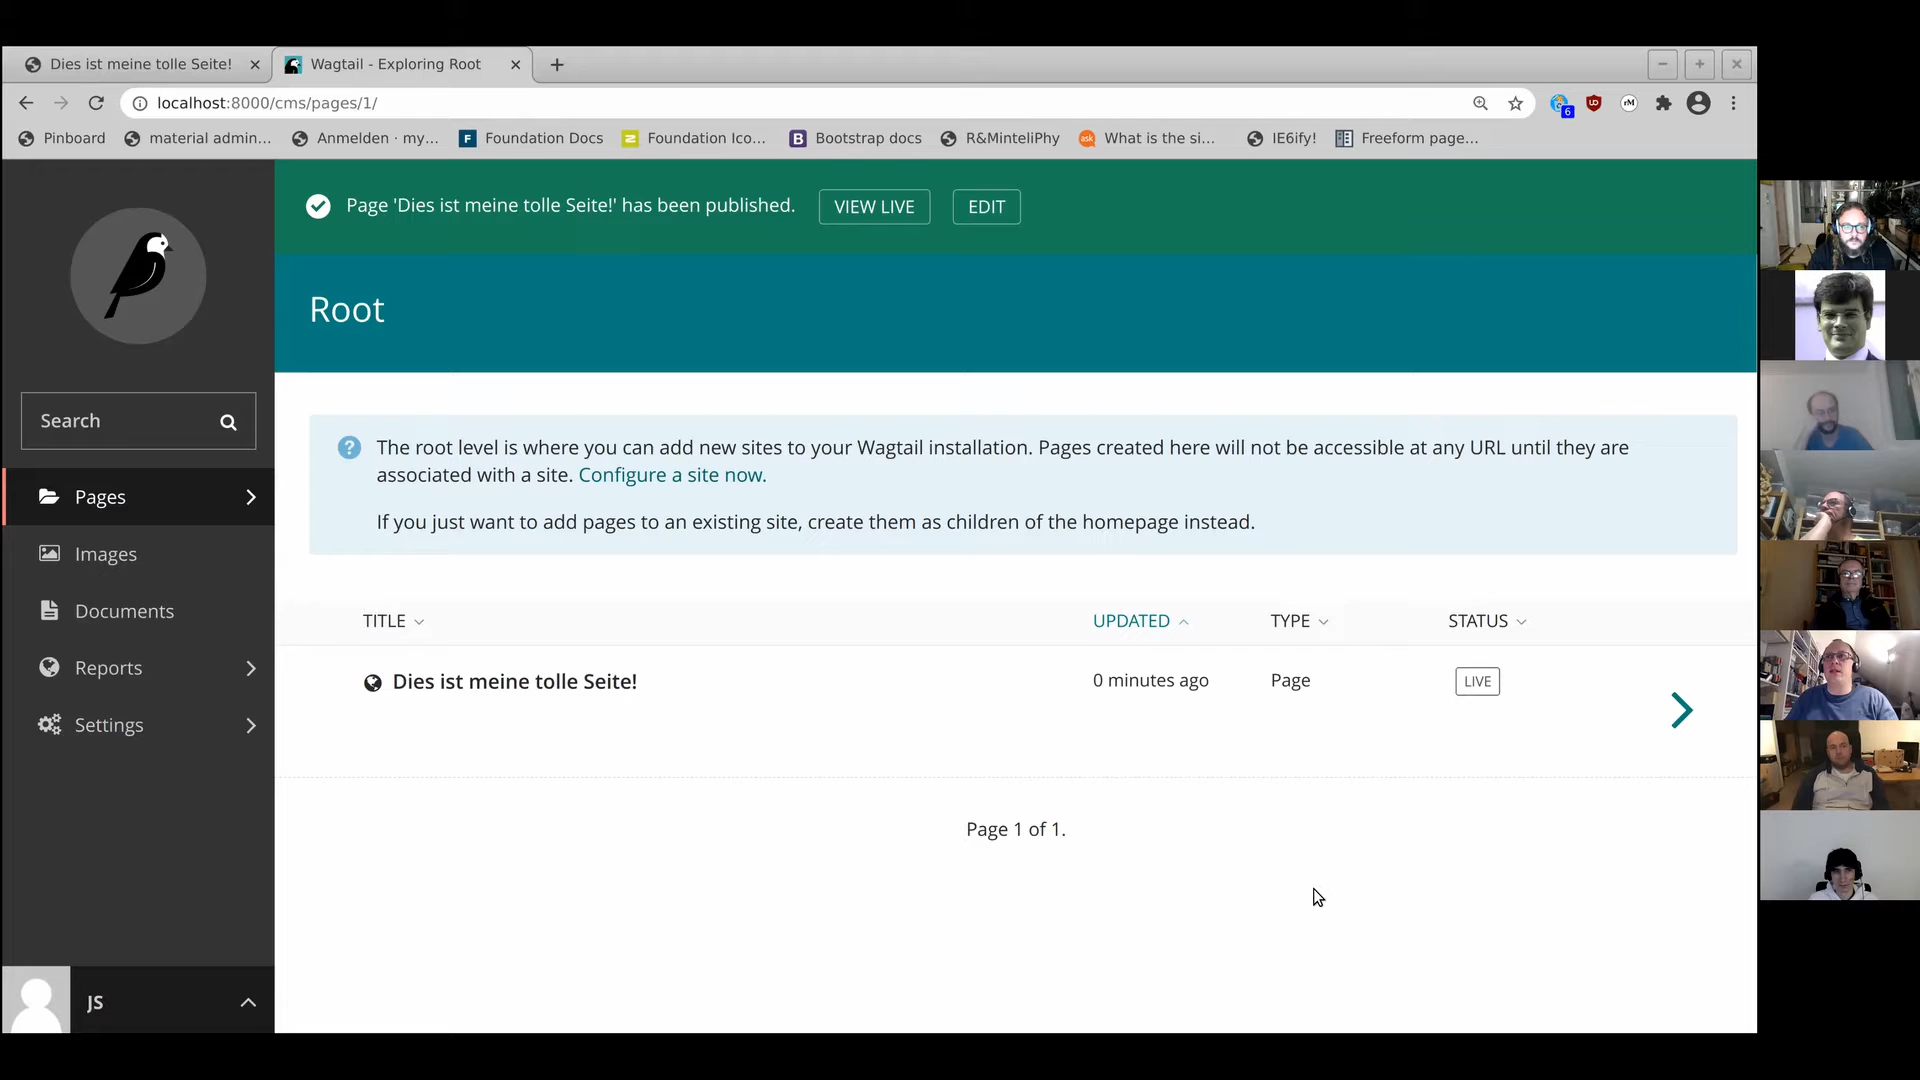 Dies ist meine tolle Seite!
Wagtail - Exploring Root
localhost:8000/cms/pages/1/
6
UD
rM
Pinboard
material admin...
Anmelden · my...
F
Foundation Docs
Z
Foundation Ico...
B
Bootstrap docs
R&MinteliPhy
ask
What is the si...
IE6ify!
Freeform page...
Page 'Dies ist meine tolle Seite!' has been published.
VIEW LIVE
EDIT
Root
Search
Pages
Images
Documents
Reports
Settings
JS
? The root level is where you can add new sites to your Wagtail installation. Pages created here will not be accessible at any URL until they are
associated with a site. Configure a site now.
If you just want to add pages to an existing site, create them as children of the homepage instead.
TITLE UPDATED TYPE STATUS
Dies ist meine tolle Seite! 0 minutes ago Page LIVE
Page 1 of 1.